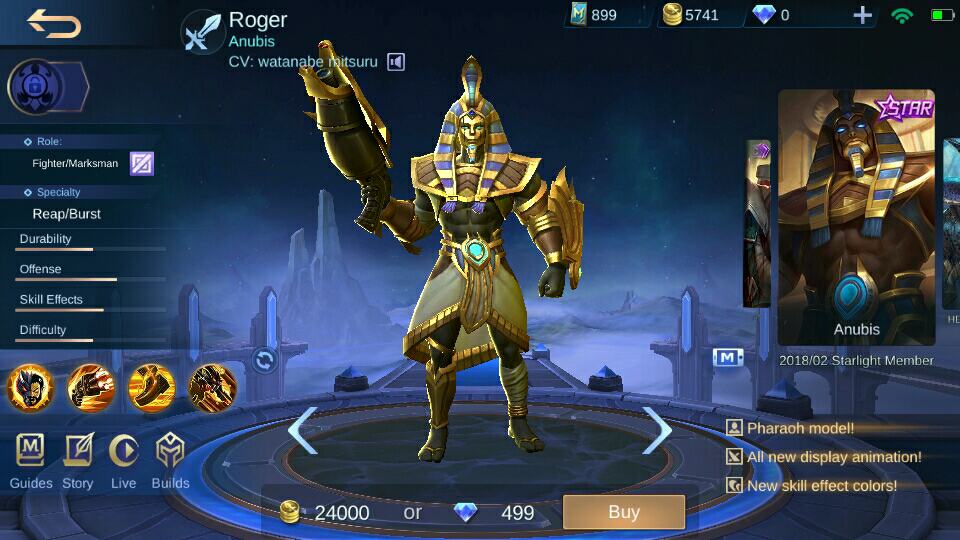 Roger
Anubis
CV: watanabe mitsuru
899
5741
0
Role:
Fighter/Marksman
Specialty
Reap/Burst
Durability
Offense
Skill Effects
Difficulty
Guides
Story
Live
Builds
STAR
Anubis
2018/02 Starlight Member
M
Pharaoh model!
All new display animation!
New skill effect colors!
24000 or 499
Buy